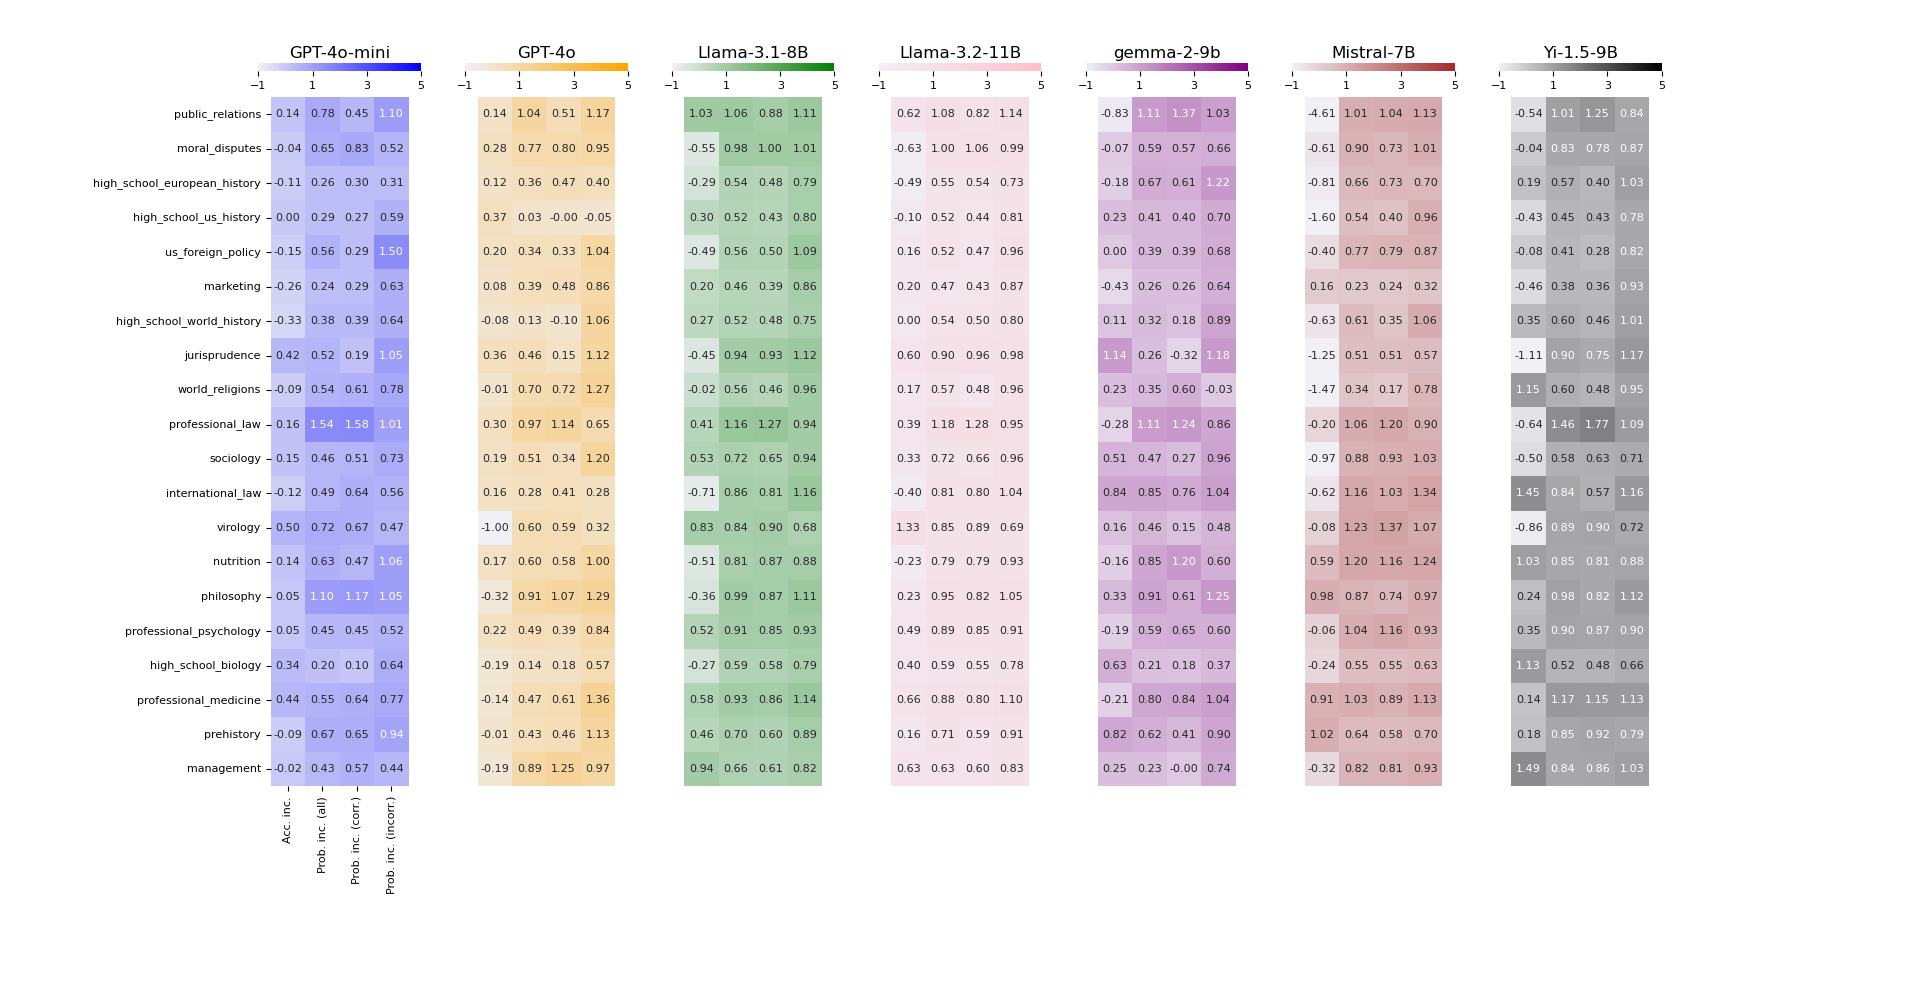 GPT-4o-mini GPT-4o Llama-3.1-8B Llama-3.2-11B gemma-2-9b Mistral-7B Yi-1.5-9B
−1 1 3 5 −1 1 3 5 −1 1 3 5 −1 1 3 5 −1 1 3 5 −1 1 3 5 −1 1 3 5
public_relations 0.14 0.78 0.45 1.10 0.14 1.04 0.51 1.17 1.03 1.06 0.88 1.11 0.62 1.08 0.82 1.14 -0.83 1.11 1.37 1.03 -4.61 1.01 1.04 1.13 -0.54 1.01 1.25 0.84
moral_disputes -0.04 0.65 0.83 0.52 0.28 0.77 0.80 0.95 -0.55 0.98 1.00 1.01 -0.63 1.00 1.06 0.99 -0.07 0.59 0.57 0.66 -0.61 0.90 0.73 1.01 -0.04 0.83 0.78 0.87
high_school_european_history -0.11 0.26 0.30 0.31 0.12 0.36 0.47 0.40 -0.29 0.54 0.48 0.79 -0.49 0.55 0.54 0.73 -0.18 0.67 0.61 1.22 -0.81 0.66 0.73 0.70 0.19 0.57 0.40 1.03
high_school_us_history 0.00 0.29 0.27 0.59 0.37 0.03 -0.00 -0.05 0.30 0.52 0.43 0.80 -0.10 0.52 0.44 0.81 0.23 0.41 0.40 0.70 -1.60 0.54 0.40 0.96 -0.43 0.45 0.43 0.78
us_foreign_policy -0.15 0.56 0.29 1.50 0.20 0.34 0.33 1.04 -0.49 0.56 0.50 1.09 0.16 0.52 0.47 0.96 0.00 0.39 0.39 0.68 -0.40 0.77 0.79 0.87 -0.08 0.41 0.28 0.82
marketing -0.26 0.24 0.29 0.63 0.08 0.39 0.48 0.86 0.20 0.46 0.39 0.86 0.20 0.47 0.43 0.87 -0.43 0.26 0.26 0.64 0.16 0.23 0.24 0.32 -0.46 0.38 0.36 0.93
high_school_world_history -0.33 0.38 0.39 0.64 -0.08 0.13 -0.10 1.06 0.27 0.52 0.48 0.75 0.00 0.54 0.50 0.80 0.11 0.32 0.18 0.89 -0.63 0.61 0.35 1.06 0.35 0.60 0.46 1.01
jurisprudence 0.42 0.52 0.19 1.05 0.36 0.46 0.15 1.12 -0.45 0.94 0.93 1.12 0.60 0.90 0.96 0.98 1.14 0.26 -0.32 1.18 -1.25 0.51 0.51 0.57 -1.11 0.90 0.75 1.17
world_religions -0.09 0.54 0.61 0.78 -0.01 0.70 0.72 1.27 -0.02 0.56 0.46 0.96 0.17 0.57 0.48 0.96 0.23 0.35 0.60 -0.03 -1.47 0.34 0.17 0.78 1.15 0.60 0.48 0.95
professional_law 0.16 1.54 1.58 1.01 0.30 0.97 1.14 0.65 0.41 1.16 1.27 0.94 0.39 1.18 1.28 0.95 -0.28 1.11 1.24 0.86 -0.20 1.06 1.20 0.90 -0.64 1.46 1.77 1.09
sociology 0.15 0.46 0.51 0.73 0.19 0.51 0.34 1.20 0.53 0.72 0.65 0.94 0.33 0.72 0.66 0.96 0.51 0.47 0.27 0.96 -0.97 0.88 0.93 1.03 -0.50 0.58 0.63 0.71
international_law -0.12 0.49 0.64 0.56 0.16 0.28 0.41 0.28 -0.71 0.86 0.81 1.16 -0.40 0.81 0.80 1.04 0.84 0.85 0.76 1.04 -0.62 1.16 1.03 1.34 1.45 0.84 0.57 1.16
virology 0.50 0.72 0.67 0.47 -1.00 0.60 0.59 0.32 0.83 0.84 0.90 0.68 1.33 0.85 0.89 0.69 0.16 0.46 0.15 0.48 -0.08 1.23 1.37 1.07 -0.86 0.89 0.90 0.72
nutrition 0.14 0.63 0.47 1.06 0.17 0.60 0.58 1.00 -0.51 0.81 0.87 0.88 -0.23 0.79 0.79 0.93 -0.16 0.85 1.20 0.60 0.59 1.20 1.16 1.24 1.03 0.85 0.81 0.88
philosophy 0.05 1.10 1.17 1.05 -0.32 0.91 1.07 1.29 -0.36 0.99 0.87 1.11 0.23 0.95 0.82 1.05 0.33 0.91 0.61 1.25 0.98 0.87 0.74 0.97 0.24 0.98 0.82 1.12
professional_psychology 0.05 0.45 0.45 0.52 0.22 0.49 0.39 0.84 0.52 0.91 0.85 0.93 0.49 0.89 0.85 0.91 -0.19 0.59 0.65 0.60 -0.06 1.04 1.16 0.93 0.35 0.90 0.87 0.90
high_school_biology 0.34 0.20 0.10 0.64 -0.19 0.14 0.18 0.57 -0.27 0.59 0.58 0.79 0.40 0.59 0.55 0.78 0.63 0.21 0.18 0.37 -0.24 0.55 0.55 0.63 1.13 0.52 0.48 0.66
professional_medicine 0.44 0.55 0.64 0.77 -0.14 0.47 0.61 1.36 0.58 0.93 0.86 1.14 0.66 0.88 0.80 1.10 -0.21 0.80 0.84 1.04 0.91 1.03 0.89 1.13 0.14 1.17 1.15 1.13
prehistory -0.09 0.67 0.65 0.94 -0.01 0.43 0.46 1.13 0.46 0.70 0.60 0.89 0.16 0.71 0.59 0.91 0.82 0.62 0.41 0.90 1.02 0.64 0.58 0.70 0.18 0.85 0.92 0.79
management -0.02 0.43 0.57 0.44 -0.19 0.89 1.25 0.97 0.94 0.66 0.61 0.82 0.63 0.63 0.60 0.83 0.25 0.23 -0.00 0.74 -0.32 0.82 0.81 0.93 1.49 0.84 0.86 1.03
Acc. inc.
Prob. inc. (all)
Prob. inc. (corr.)
Prob. inc. (incorr.)